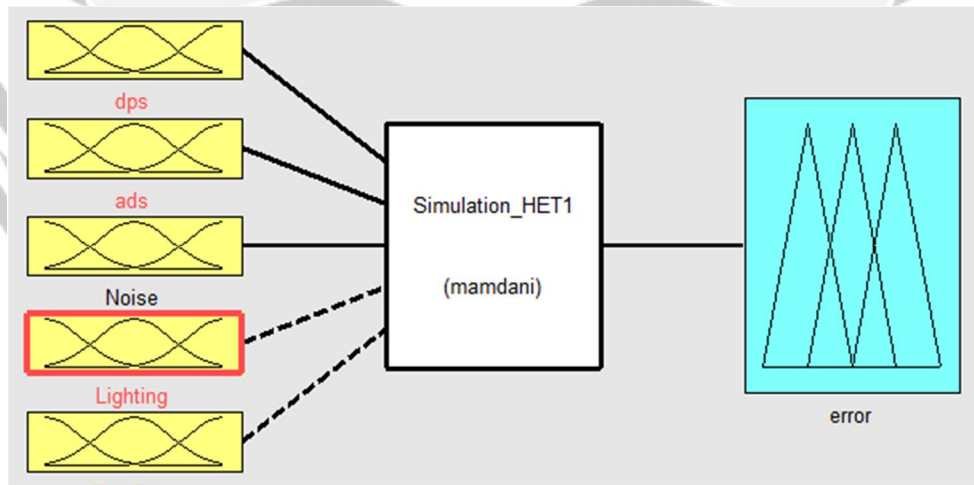 dps
ads
Noise
Lighting
Simulation_HET1
(mamdani)
error